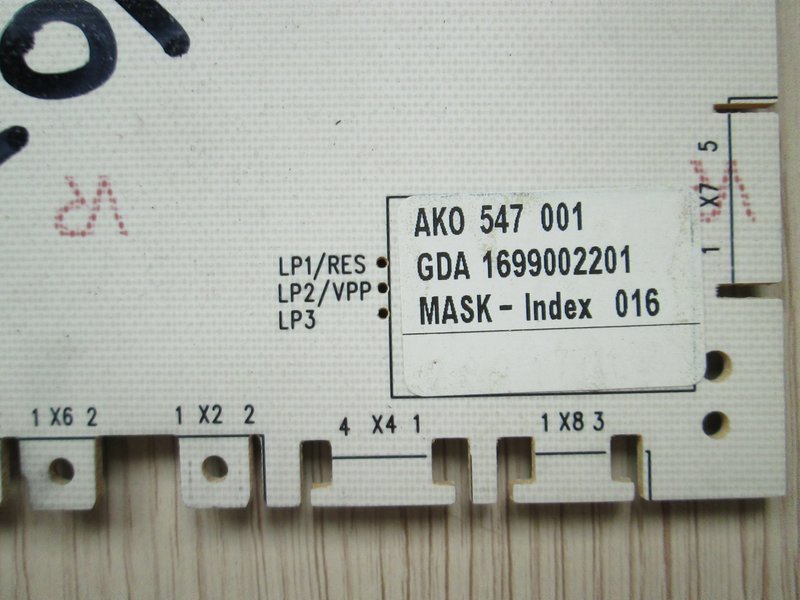 AKO 547 001
GDA 1699002201
MASK - Index 016
LP1/RES
LP2/VPP
LP3
VR
VR
1 X7 5
1 X6 2
1 X2 2
4 X4 1
1 X8 3